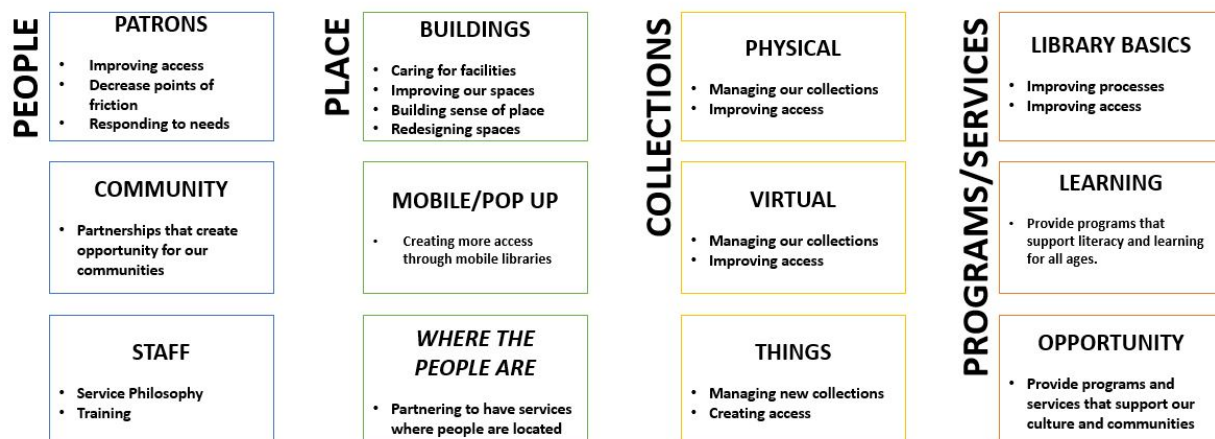 PEOPLE
PATRONS
• Improving access
• Decrease points of
friction
• Responding to needs
COMMUNITY
• Partnerships that create
opportunity for our
communities
STAFF
• Service Philosophy
• Training
PLACE
BUILDINGS
• Caring for facilities
• Improving our spaces
• Building sense of place
• Redesigning spaces
MOBILE/POP UP
• Creating more access
through mobile libraries
WHERE THE
PEOPLE ARE
• Partnering to have services
where people are located
COLLECTIONS
PHYSICAL
• Managing our collections
• Improving access
VIRTUAL
• Managing our collections
• Improving access
THINGS
• Managing new collections
• Creating access
PROGRAMS/SERVICES
LIBRARY BASICS
• Improving processes
• Improving access
LEARNING
• Provide programs that
support literacy and learning
for all ages.
OPPORTUNITY
• Provide programs and
services that support our
culture and communities